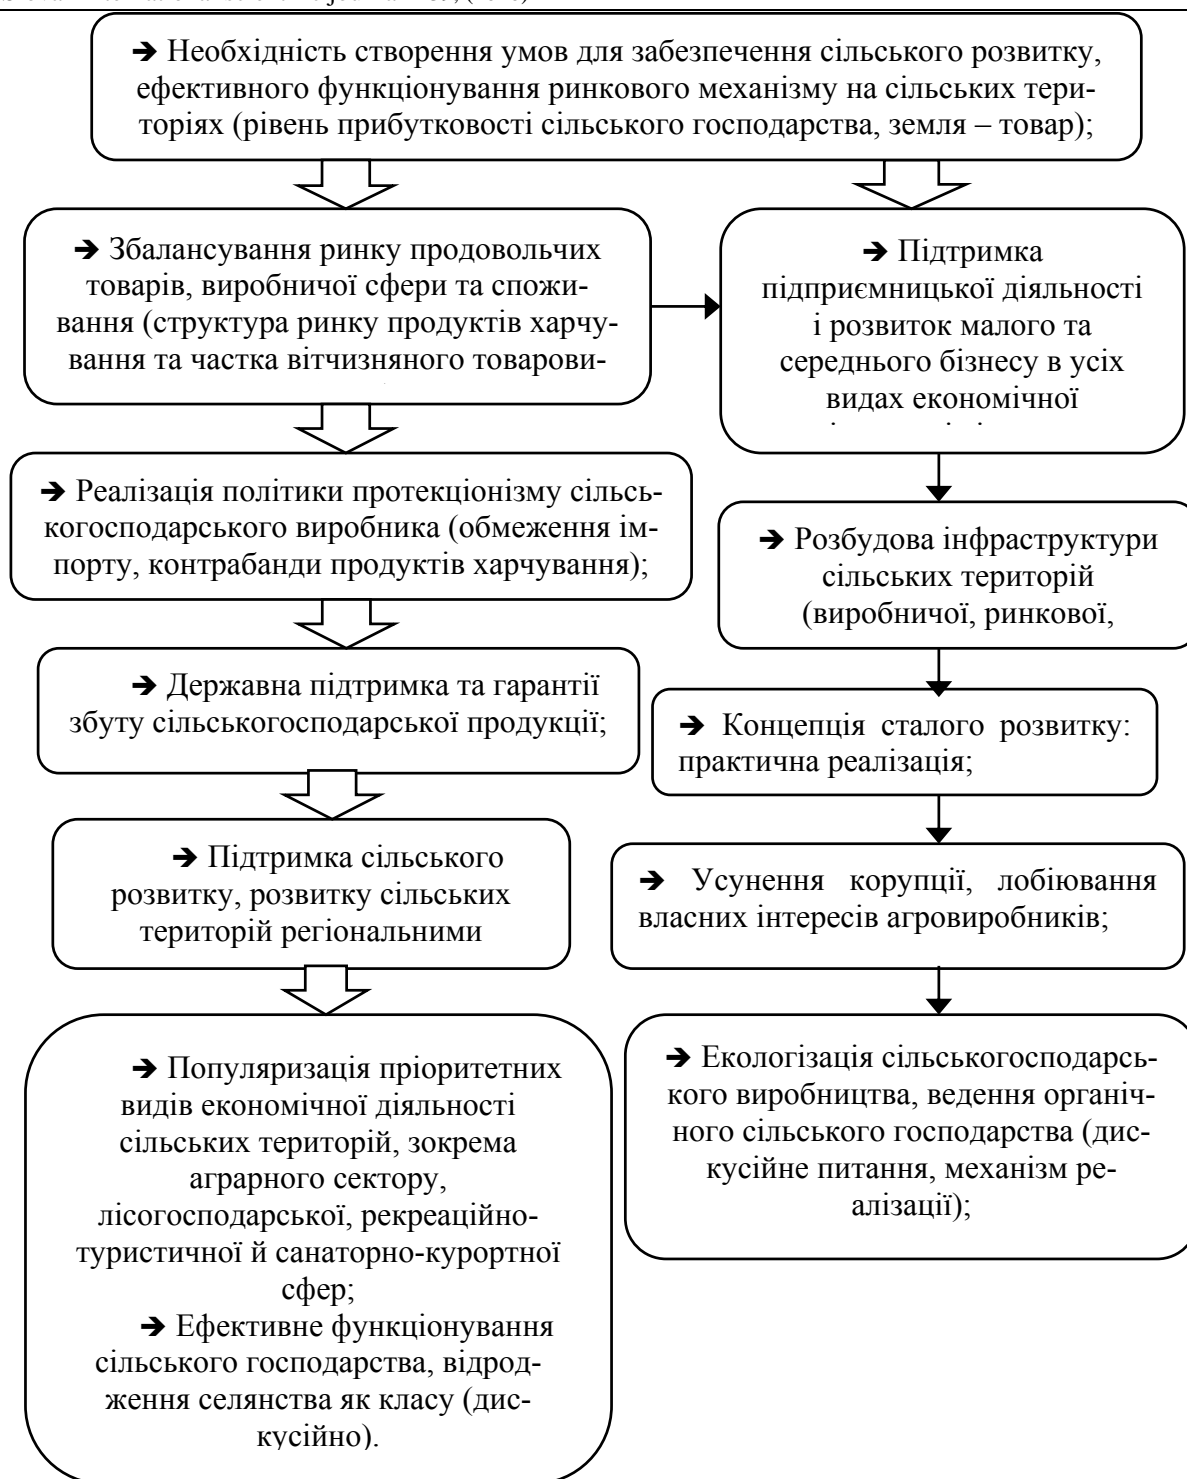 ➔ Необхідність створення умов для забезпечення сільського розвитку,
ефективного функціонування ринкового механізму на сільських тери-
торіях (рівень прибутковості сільського господарства, земля – товар);
➔ Збалансування ринку продовольчих
товарів, виробничої сфери та спожи-
вання (структура ринку продуктів харчу-
вання та частка вітчизняного товарови-
➔ Підтримка
підприємницької діяльності
і розвиток малого та
середнього бізнесу в усіх
видах економічної
➔ Реалізація політики протекціонізму сільсь-
когосподарського виробника (обмеження ім-
порту, контрабанди продуктів харчування);
➔ Розбудова інфраструктури
сільських територій
(виробничої, ринкової,
➔ Державна підтримка та гарантії
збуту сільськогосподарської продукції;
➔ Концепція сталого розвитку:
практична реалізація;
➔ Підтримка сільського
розвитку, розвитку сільських
територій регіональними
➔ Усунення корупції, лобіювання
власних інтересів агровиробників;
➔ Популяризація пріоритетних
видів економічної діяльності
сільських територій, зокрема
аграрного сектору,
лісогосподарської, рекреаційно-
туристичної й санаторно-курортної
сфер;
➔ Ефективне функціонування
сільського господарства, відрод-
ження селянства як класу (дис-
кусійно).
➔ Екологізація сільськогосподарсь-
кого виробництва, ведення органіч-
ного сільського господарства (дис-
кусійне питання, механізм ре-
алізації);